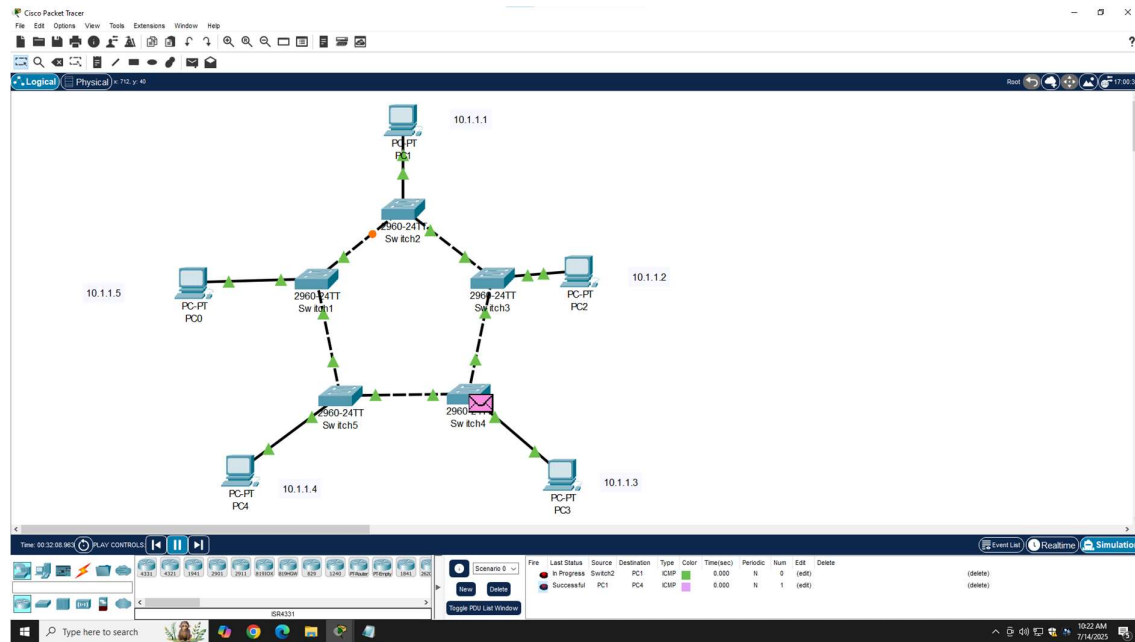 Cisco Packet Tracer
File Edit Options View Tools Extensions Window Help
?
Logical
Physical x: 712, y: 40
Root
17:00:3
10.1.1.1
PC-PT
PC1
2960-24TT
Switch2
10.1.1.5
PC-PT
PC0
2960-24TT
Switch1
2960-24TT
Switch3
PC-PT
PC2
10.1.1.2
2960-24TT
Switch5
2960-24TT
Switch4
PC-PT
PC4
10.1.1.4
PC-PT
PC3
10.1.1.3
Time: 00:32:08.963 PLAY CONTROLS:
Event List
Realtime
Simulatio
4331 4321 1941 2901 2911 819IOX 819HGW 829 1240 PT-Router PT-Empty 1841
ISR4331
Scenario 0
New Delete
Toggle PDU List Window
Fire Last Status Source Destination Type Color Time(sec) Periodic Num Edit Delete
In Progress Switch2 PC1 ICMP 0.000 N 0 (edit) (delete)
Successful PC1 PC4 ICMP 0.000 N 1 (edit) (delete)
Type here to search
10:22 AM
7/14/2025